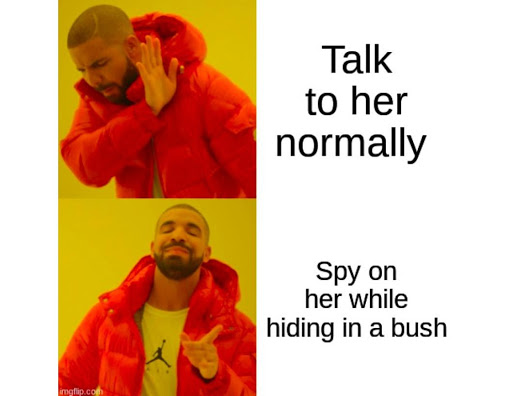 Talk
to her
normally
Spy on
her while
hiding in a bush
imgflip.com